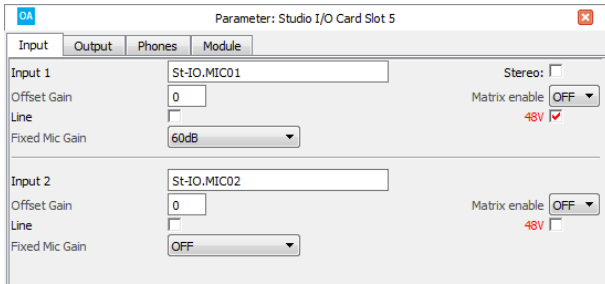 OA Parameter: Studio I/O Card Slot 5
Input Output Phones Module
Input 1 St-IO.MIC01 Stereo:
Offset Gain 0 Matrix enable OFF
Line 48V
Fixed Mic Gain 60dB
Input 2 St-IO.MIC02
Offset Gain 0 Matrix enable OFF
Line 48V
Fixed Mic Gain OFF